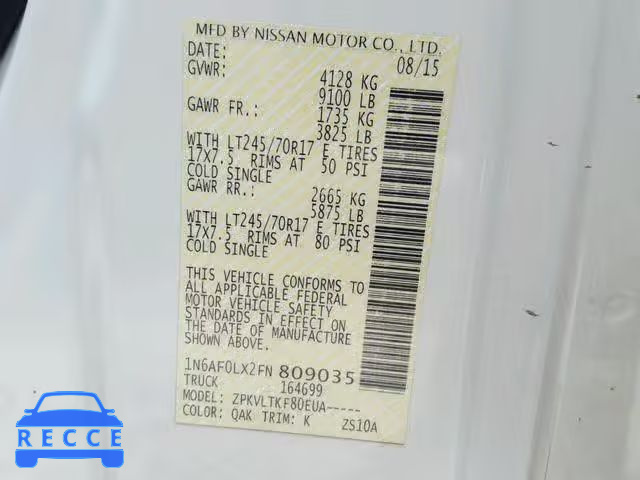 MFD BY NISSAN MOTOR CO., LTD.
DATE: 08/15
GVWR: 4128 KG
9100 LB
GAWR FR.: 1735 KG
3825 LB
WITH LT245/70R17 E TIRES
17X7.5 RIMS AT 50 PSI
COLD SINGLE
GAWR RR.: 2665 KG
5875 LB
WITH LT245/70R17 E TIRES
17X7.5 RIMS AT 80 PSI
COLD SINGLE
THIS VEHICLE CONFORMS TO
ALL APPLICABLE FEDERAL
MOTOR VEHICLE SAFETY
STANDARDS IN EFFECT ON
THE DATE OF MANUFACTURE
SHOWN ABOVE.
1N6AF0LX2FN 809035
TRUCK 164699
MODEL: ZPKVLTKF80EUA-----
COLOR: QAK TRIM: K ZS10A
RECCE